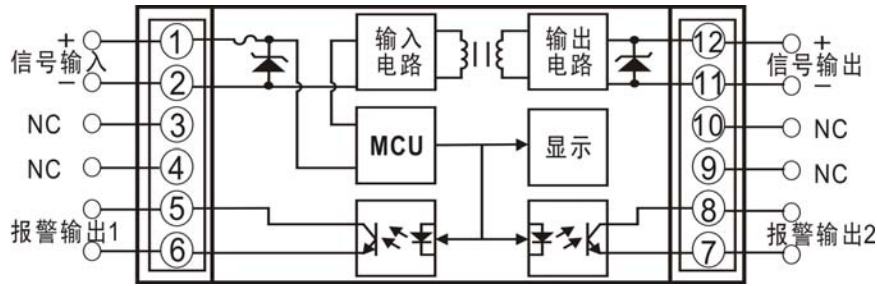 + 1 输入 输出 12 +
信号输入 电路 电路 信号输出
− 2 11 −
NC 3 10 NC
MCU 显示
NC 4 9 NC
5 8
报警输出1 报警输出2
6 7